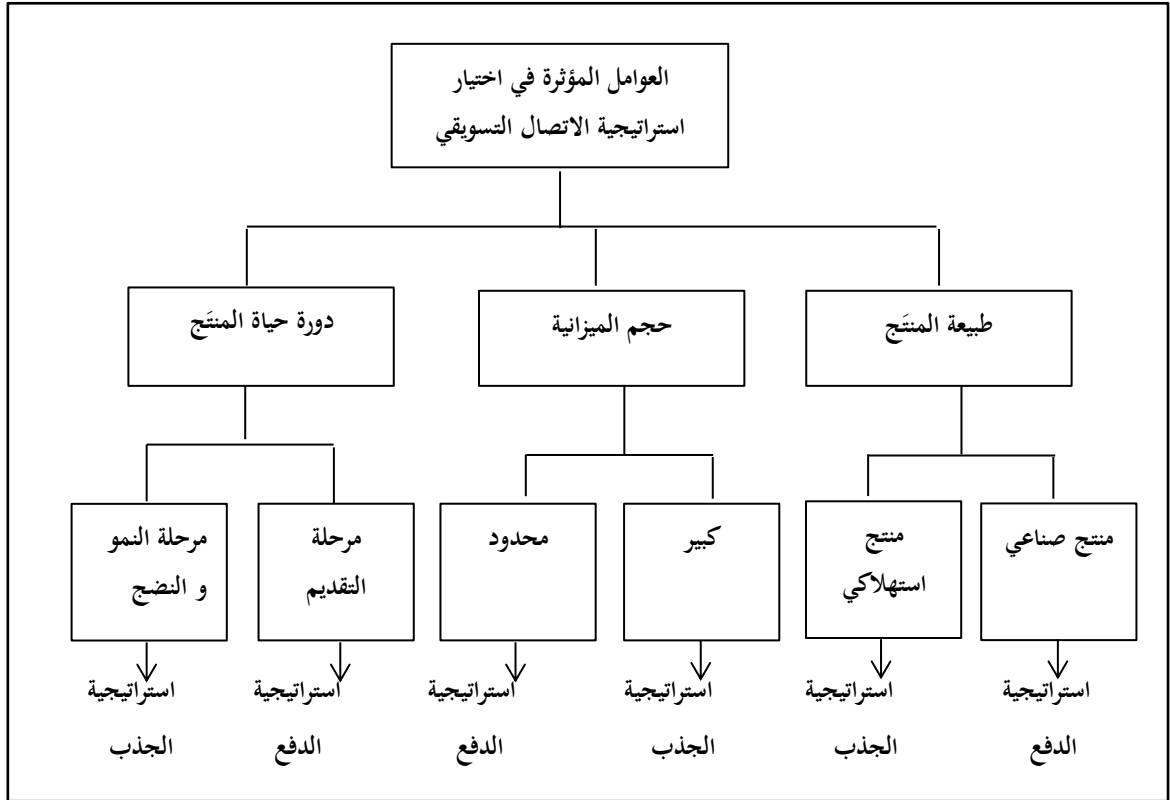 العوامل المؤثرة في اختيار
استراتيجية الاتصال التسويقي
طبيعة المنتَج
حجم الميزانية
دورة حياة المنتَج
منتج صناعي
منتج
استهلاكي
كبير
محدود
مرحلة
التقديم
مرحلة النمو
و النضج
استراتيجية
الدفع
استراتيجية
الجذب
استراتيجية
الجذب
استراتيجية
الدفع
استراتيجية
الدفع
استراتيجية
الجذب